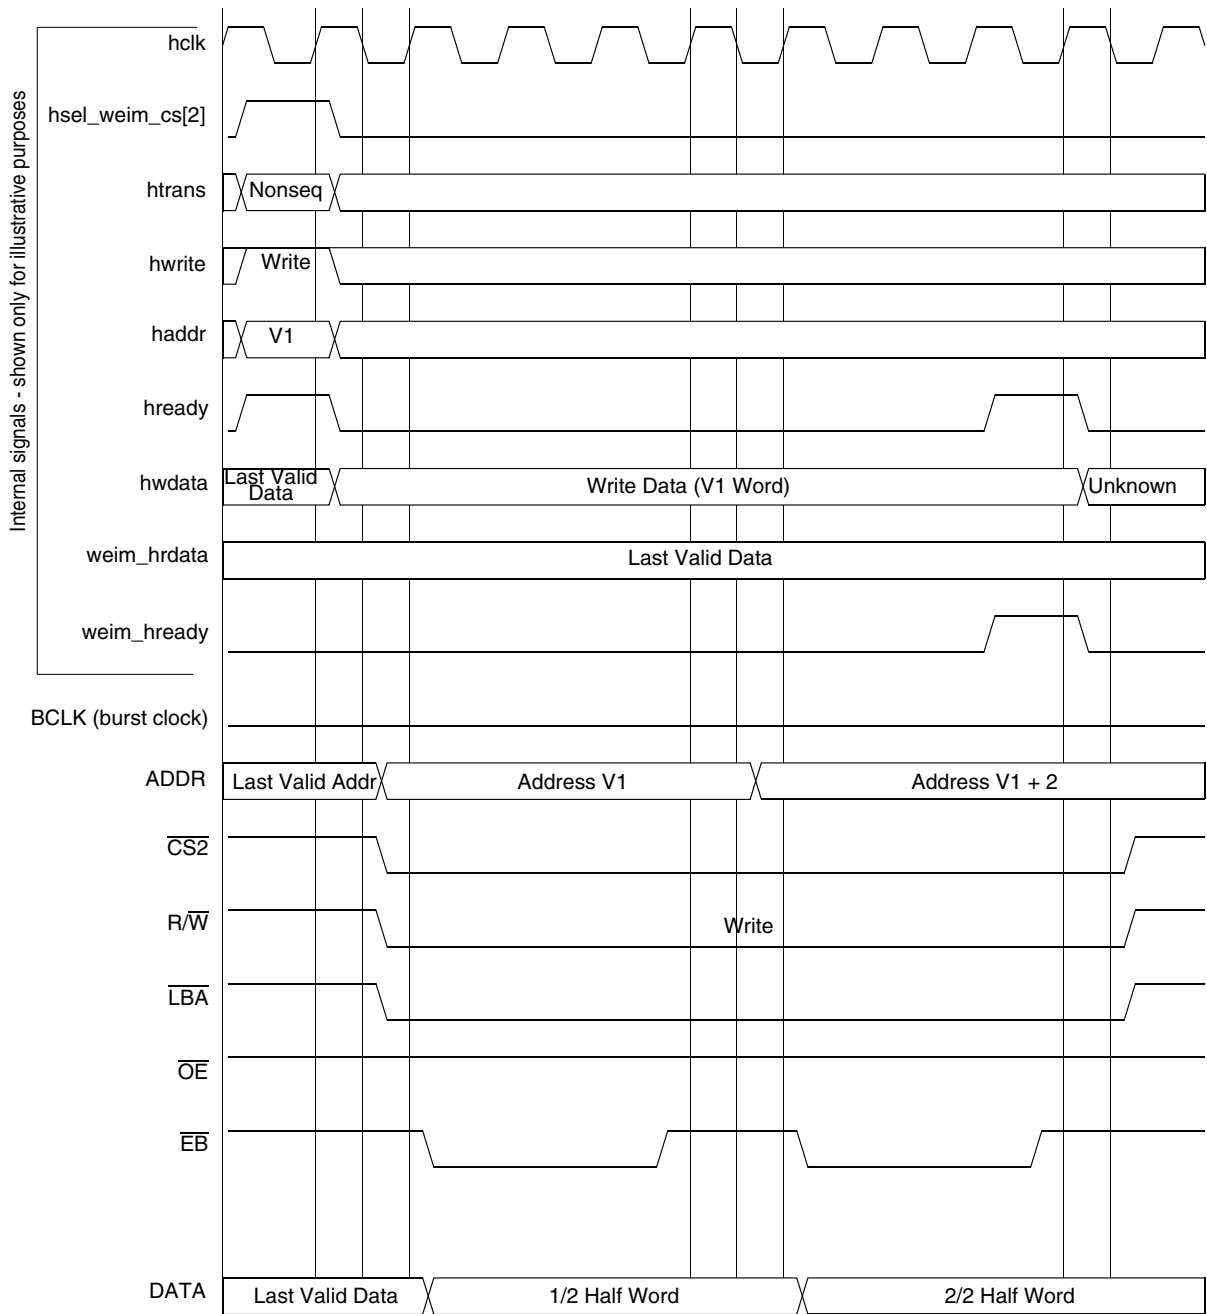 Internal signals - shown only for illustrative purposes
hclk
hsel_weim_cs[2]
htrans
Nonseq
hwrite
Write
haddr
V1
hready
hwdata
Last Valid
Data
Write Data (V1 Word)
Unknown
weim_hrdata
Last Valid Data
weim_hready
BCLK (burst clock)
ADDR
Last Valid Addr
Address V1
Address V1 + 2
CS2
R/W
Write
LBA
OE
EB
DATA
Last Valid Data
1/2 Half Word
2/2 Half Word